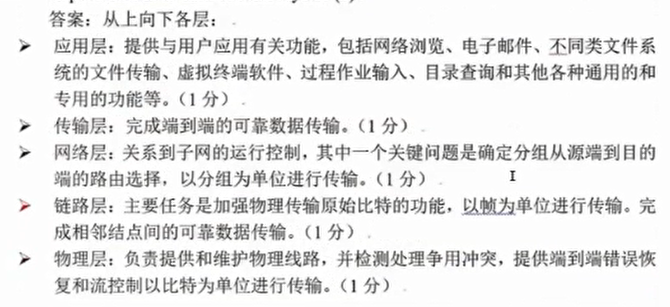 答案：从上向下各层：
➢ 应用层：提供与用户应用有关功能，包括网络浏览、电子邮件、不同类文件系
统的文件传输、虚拟终端软件、过程作业输入、目录查询和其他各种通用的和
专用的功能等。（1 分）
➢ 传输层：完成端到端的可靠数据传输。（1 分）
➢ 网络层：关系到子网的运行控制，其中一个关键问题是确定分组从源端到目的
端的路由选择，以分组为单位进行传输。（1 分）
➢ 链路层：主要任务是加强物理传输原始比特的功能，以帧为单位进行传输。完
成相邻结点间的可靠数据传输。（1 分）
➢ 物理层：负责提供和维护物理线路，并检测处理争用冲突，提供端到端错误恢
复和流控制以比特为单位进行传输。（1 分）